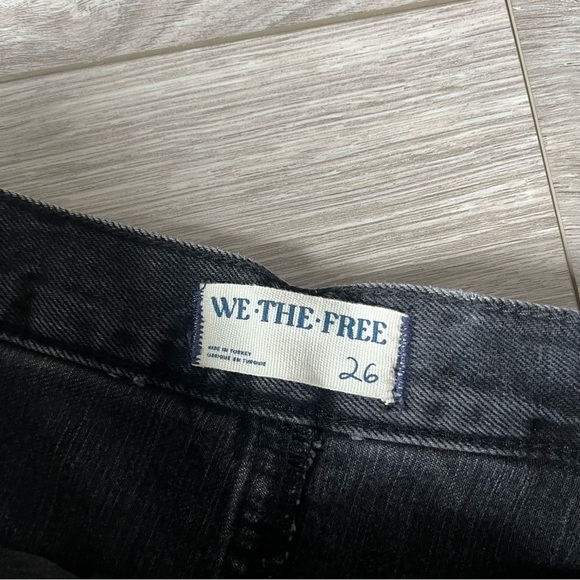 WE·THE·FREE
MADE IN TURKEY
FABRIQUÉ EN TURQUIE
26